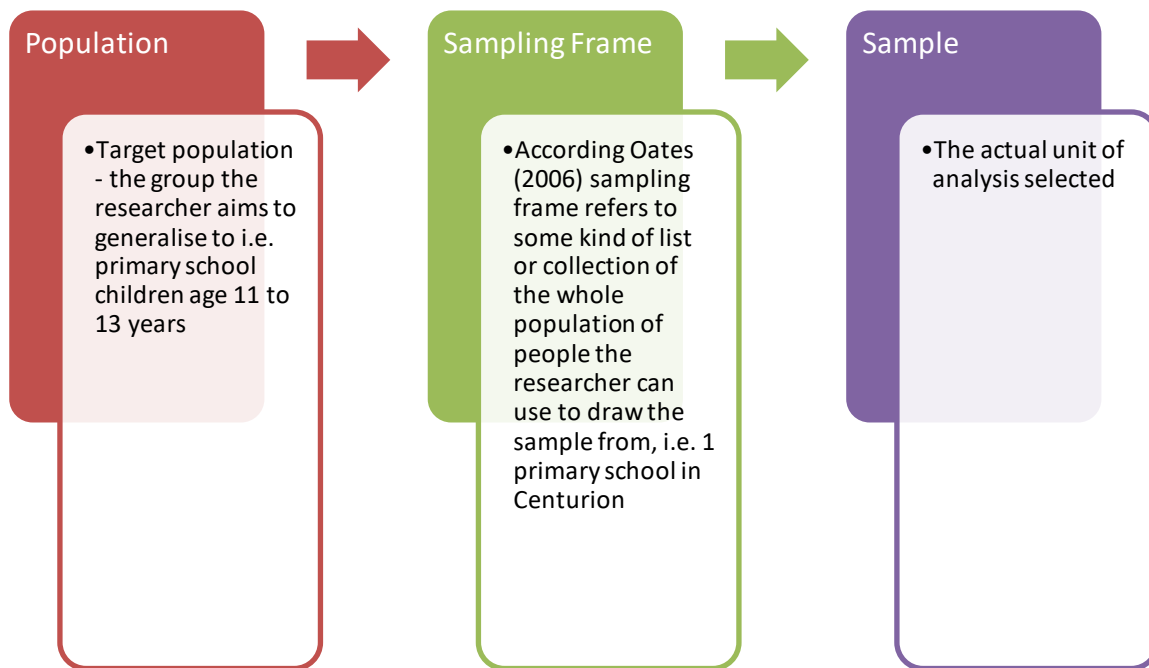 Population
•Target population
- the group the
researcher aims to
generalise to i.e.
primary school
children age 11 to
13 years
Sampling Frame
•According Oates
(2006) sampling
frame refers to
some kind of list
or collection of
the whole
population of
people the
researcher can
use to draw the
sample from, i.e. 1
primary school in
Centurion
Sample
•The actual unit of
analysis selected